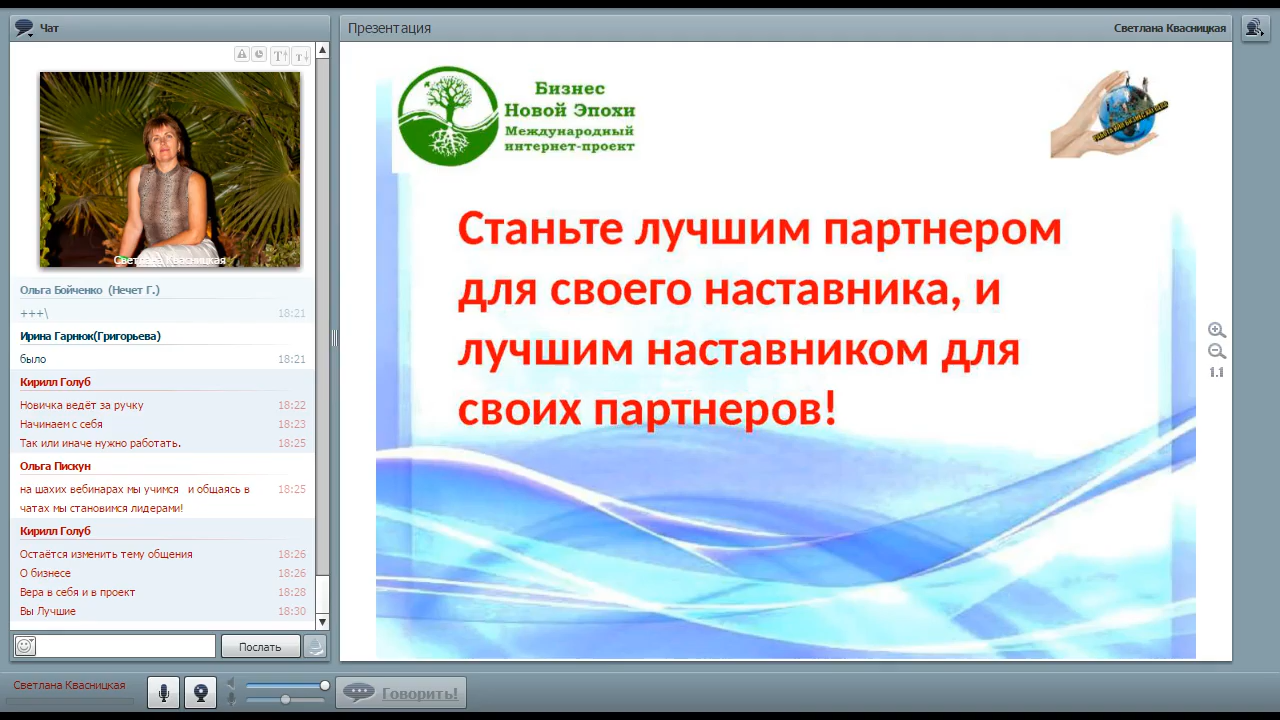 Чат
Презентация
Светлана Квасницкая
Светлана Квасницкая
Ольга Бойченко (Нечет Г.)
+++\ 18:21
Ирина Гарнюк(Григорьева)
было 18:21
Кирилл Голуб
Новичка ведёт за ручку 18:22
Начинаем с себя 18:23
Так или иначе нужно работать. 18:25
Ольга Пискун
на шахих вебинарах мы учимся и общаясь в 18:25
чатах мы становимся лидерами!
Кирилл Голуб
Остаётся изменить тему общения 18:26
О бизнесе 18:26
Вера в себя и в проект 18:28
Вы Лучшие 18:30
Послать
Светлана Квасницкая
Говорить!
Бизнес
Новой Эпохи
Международный
интернет-проект
Станьте лучшим партнером
для своего наставника, и
лучшим наставником для
своих партнеров!
1.1